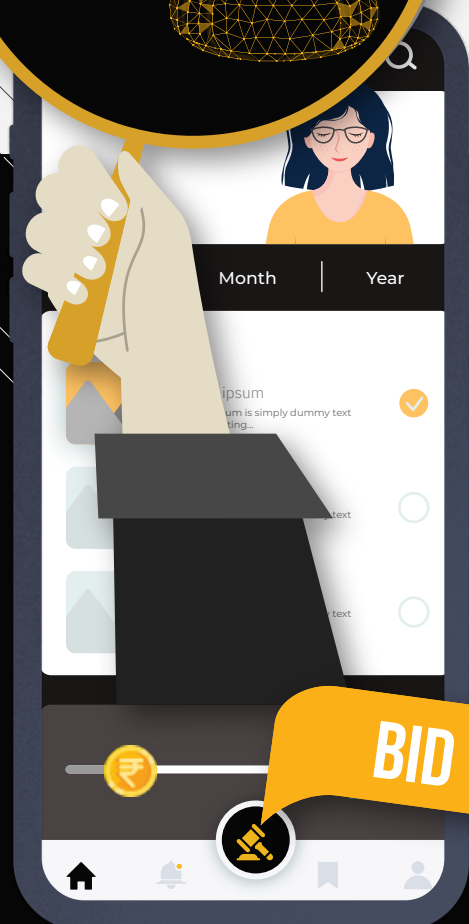 Month
Year
ipsum
um is simply dummy text
ting...
text
text
BID
₹